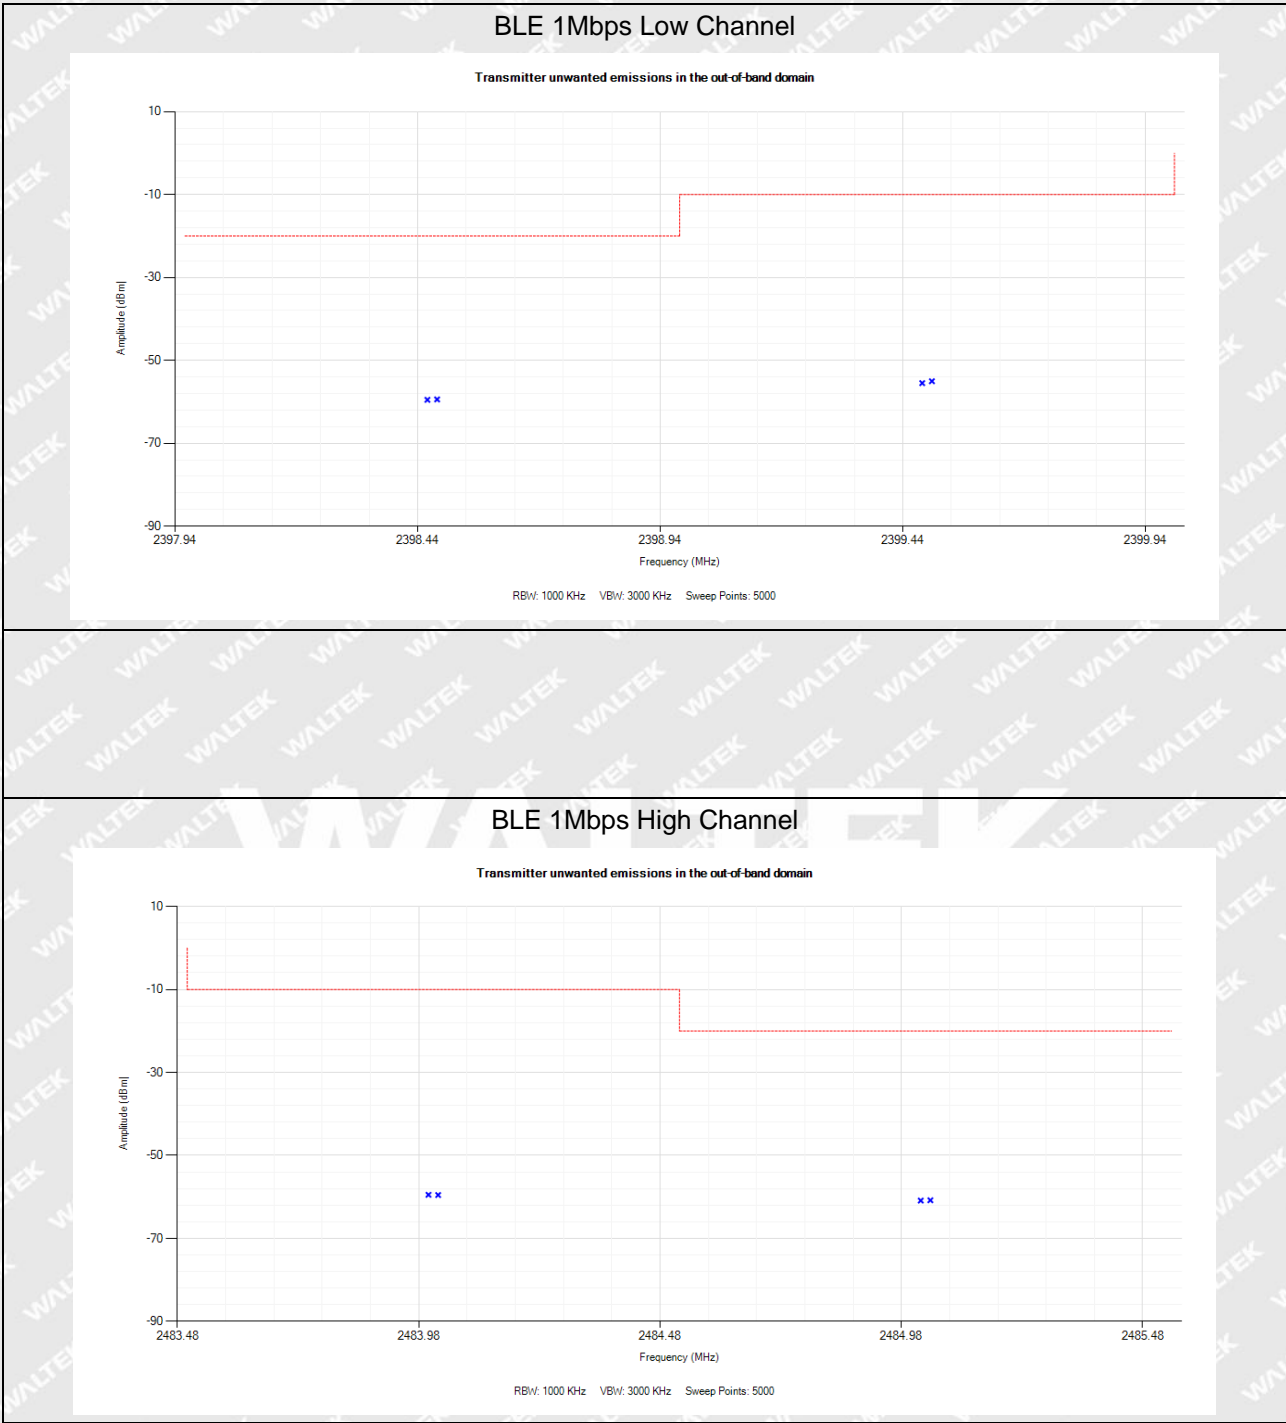 BLE 1Mbps Low Channel
Transmitter unwanted emissions in the out-of-band domain
10
-10
-30
-50
-70
-90
Amplitude [dBm]
2397.94 2398.44 2398.94 2399.44 2399.94
Frequency (MHz)
RBW: 1000 KHz VBW: 3000 KHz Sweep Points: 5000
WALTEK
BLE 1Mbps High Channel
Transmitter unwanted emissions in the out-of-band domain
10
-10
-30
-50
-70
-90
Amplitude [dBm]
2483.48 2483.98 2484.48 2484.98 2485.48
Frequency (MHz)
RBW: 1000 KHz VBW: 3000 KHz Sweep Points: 5000